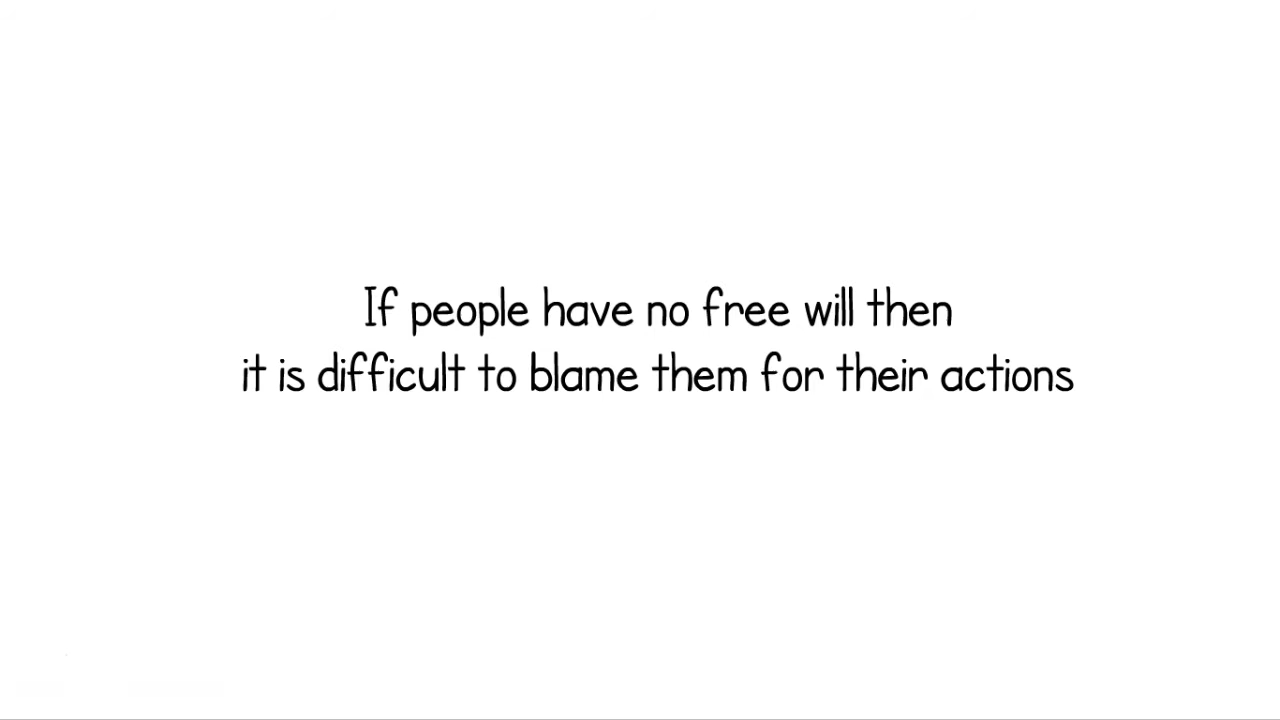 If people have no free will then
it is difficult to blame them for their actions